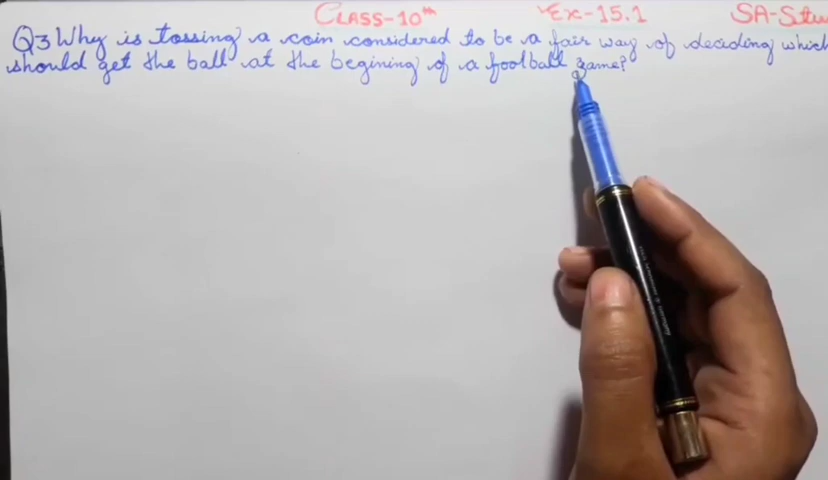 CLASS-10th Ex-15.1 SA-
Q3 Why is tossing a coin considered to be a fair way of deciding which
should get the ball at the begining of a football game?